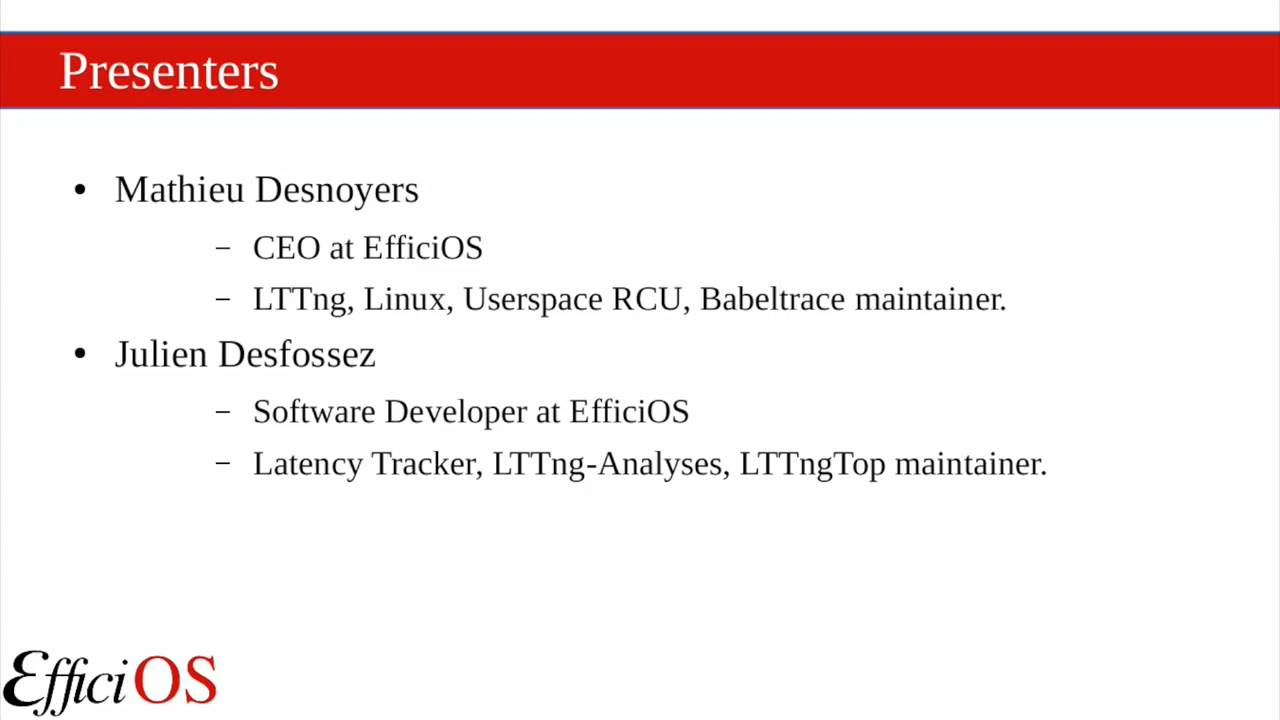 Presenters
• Mathieu Desnoyers
– CEO at EfficiOS
– LTTng, Linux, Userspace RCU, Babeltrace maintainer.
• Julien Desfossez
– Software Developer at EfficiOS
– Latency Tracker, LTTng-Analyses, LTTngTop maintainer.
EfficiOS